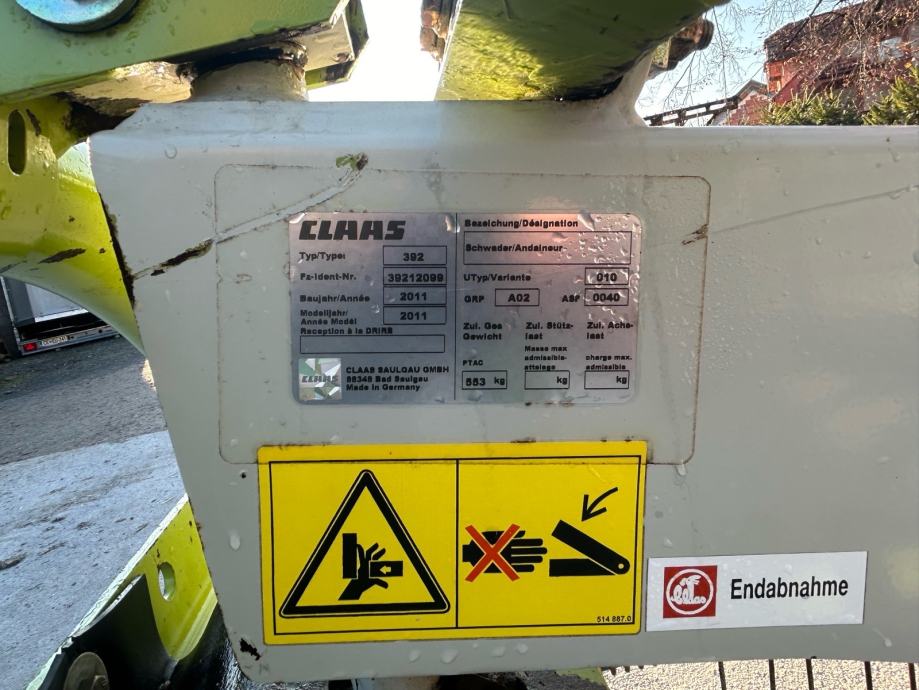 CLAAS
Typ/Type: 392
Fz-Ident-Nr. 39212099
Baujahr/Année 2011
Modelljahr/
Année Model 2011
Reception à la DRIRE
CLAAS
CLAAS SAULGAU GMBH
88348 Bad Saulgau
Made in Germany
Bezeichung/Désignation
Schwader/Andaineur
UTyp/Variante 010
GRP A02 ASP 0040
Zul. Ges Zul. Stütz- Zul. Achs-
Gewicht last last
Masse max
admissible- charge max.
PTAC attelage admissible
553 kg kg kg
514 887.0
Claas
Endabnahme